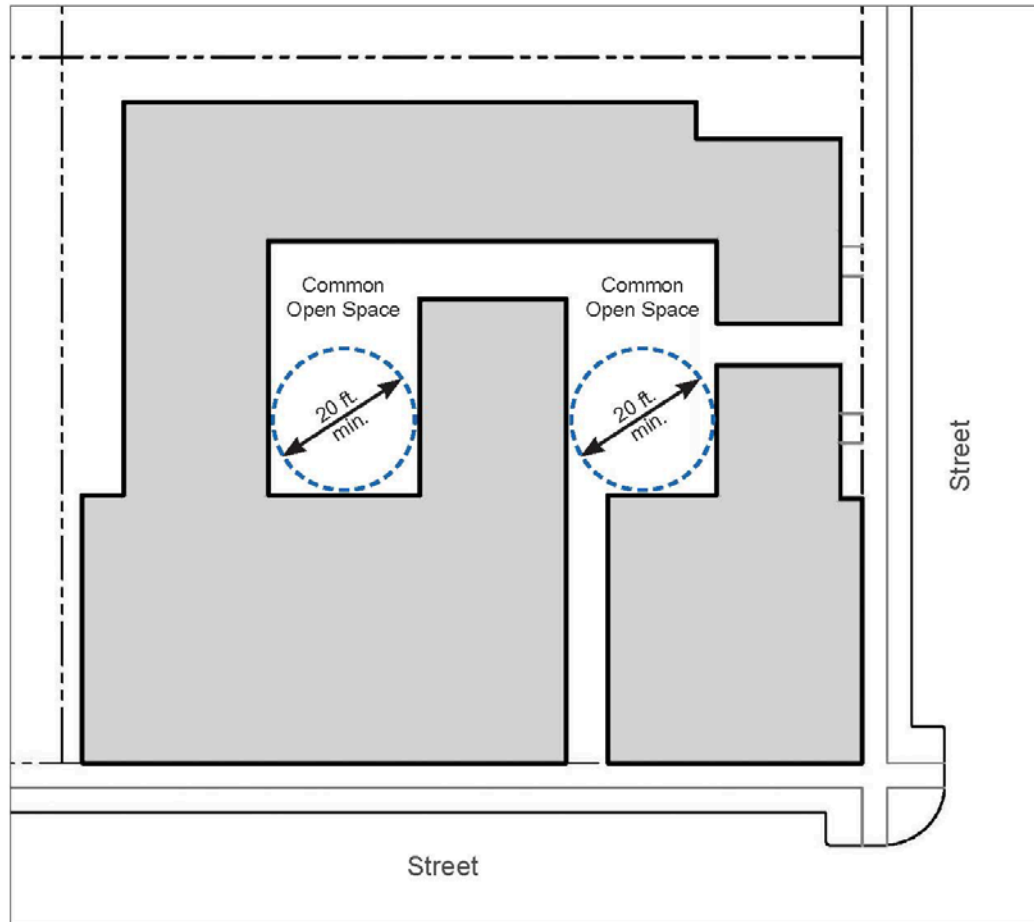 Common
Open Space
Common
Open Space
20 ft.
min.
20 ft.
min.
Street
Street